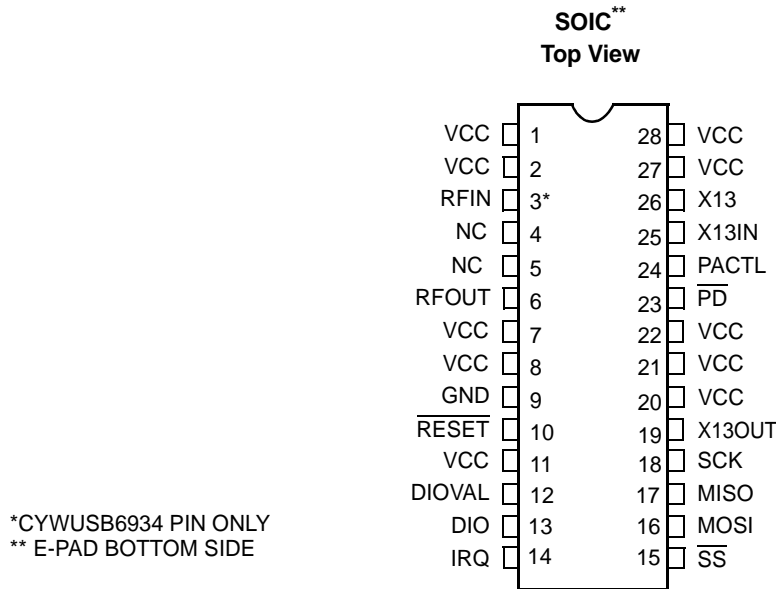 SOIC**
Top View
VCC 1 28 VCC
VCC 2 27 VCC
RFIN 3* 26 X13
NC 4 25 X13IN
NC 5 24 PACTL
RFOUT 6 23 PD
VCC 7 22 VCC
VCC 8 21 VCC
GND 9 20 VCC
RESET 10 19 X13OUT
VCC 11 18 SCK
DIOVAL 12 17 MISO
DIO 13 16 MOSI
IRQ 14 15 SS
*CYWUSB6934 PIN ONLY
** E-PAD BOTTOM SIDE